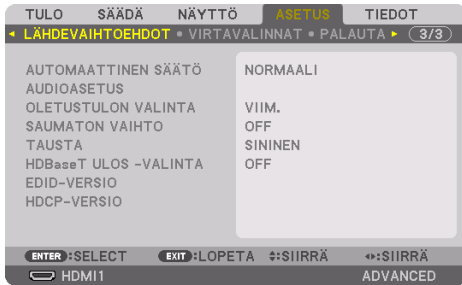 TULO SÄÄDÄ NÄYTTÖ ASETUS TIEDOT
LÄHDEVAIHTOEHDOT • VIRTAVALINNAT • PALAUTA 3/3
AUTOMAATTINEN SÄÄTÖ NORMAALI
AUDIOASETUS
OLETUSTULON VALINTA VIIM.
SAUMATON VAIHTO OFF
TAUSTA SININEN
HDBaseT ULOS -VALINTA OFF
EDID-VERSIO
HDCP-VERSIO
ENTER :SELECT EXIT :LOPETA :SIIRRÄ :SIIRRÄ
HDMI1 ADVANCED